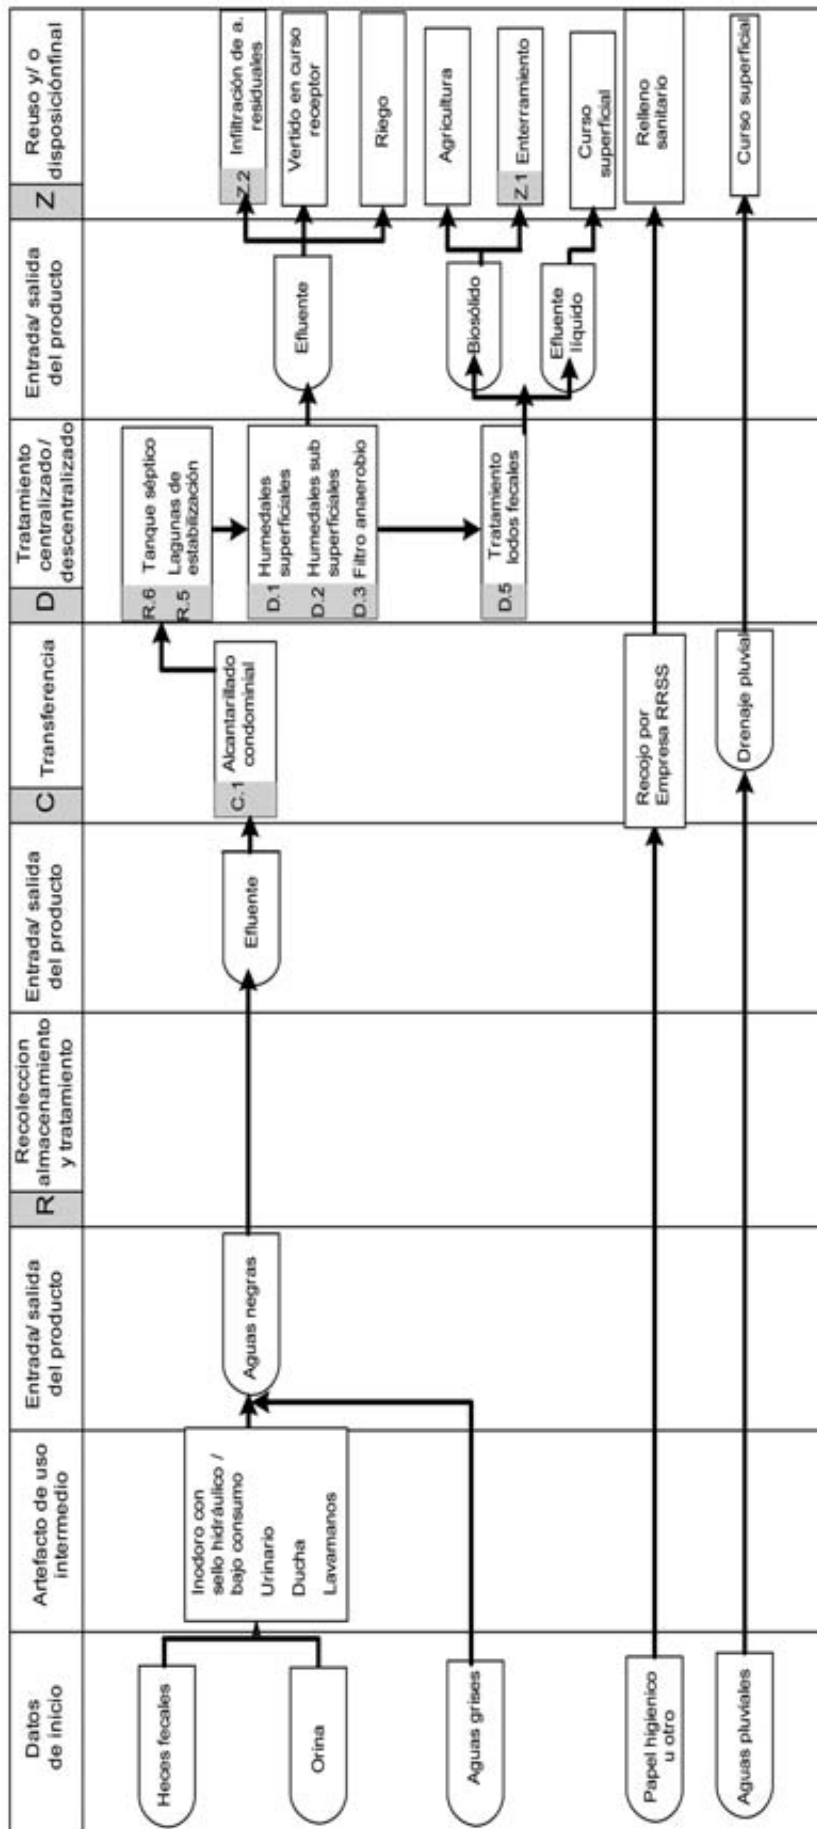 Datos
de inicio
Artefacto de uso
intermedio
Entrada/ salida
del producto
R
Recoleccion
almacenamiento
y tratamiento
Entrada/ salida
del producto
C
Transferencia
D
Tratamiento
centralizado/
descentralizado
Entrada/ salida
del producto
Z
Reuso y/ o
disposiciónfinal
Heces fecales
Orina
Inodoro con
sello hidráulico /
bajo consumo
Urinario
Ducha
Lavamanos
Aguas negras
Efluente
C.1
Alcantarillado
condominial
R.6 Tanque séptico
R.5 Lagunas de
estabilización
D.1 Humedales
superficiales
D.2 Humedales sub
superficiales
D.3 Filtro anaerobio
Efluente
Z.2 Infiltración de a.
residuales
Vertido en curso
receptor
Riego
Aguas grises
D.5
Tratamiento
lodos fecales
Biosólido
Efluente
líquido
Agricultura
Z.1 Enterramiento
Curso
superficial
Papel higienico
u otro
Recojo por
Empresa RRSS
Relleno
sanitario
Aguas pluviales
Drenaje pluvial
Curso superficial